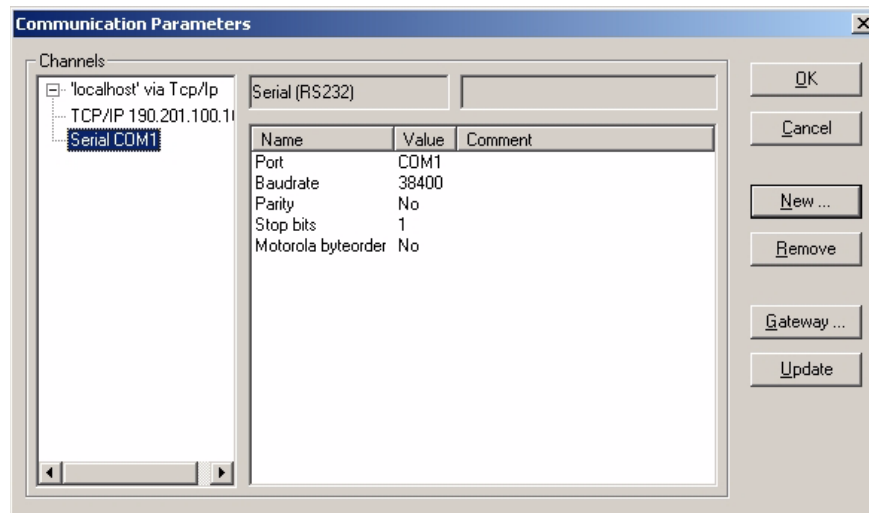 Communication Parameters
Channels
'localhost' via Tcp/Ip
TCP/IP 190.201.100.1
Serial COM1
Serial (RS232)
Name Value Comment
Port COM1
Baudrate 38400
Parity No
Stop bits 1
Motorola byteorder No
OK
Cancel
New ...
Remove
Gateway ...
Update